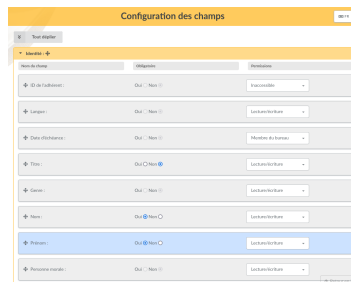 Configuration des champs
FR
Tout déplier
Identité :
Nom du champ Obligatoire Permissions
ID de l'adhérent : Oui Non Inaccessible
Langue : Oui Non Lecture/écriture
Date d'échéance : Oui Non Membre du bureau
Titre : Oui Non Lecture/écriture
Genre : Oui Non Lecture/écriture
Nom : Oui Non Lecture/écriture
Prénom : Oui Non Lecture/écriture
Personne morale : Oui Non Lecture/écriture